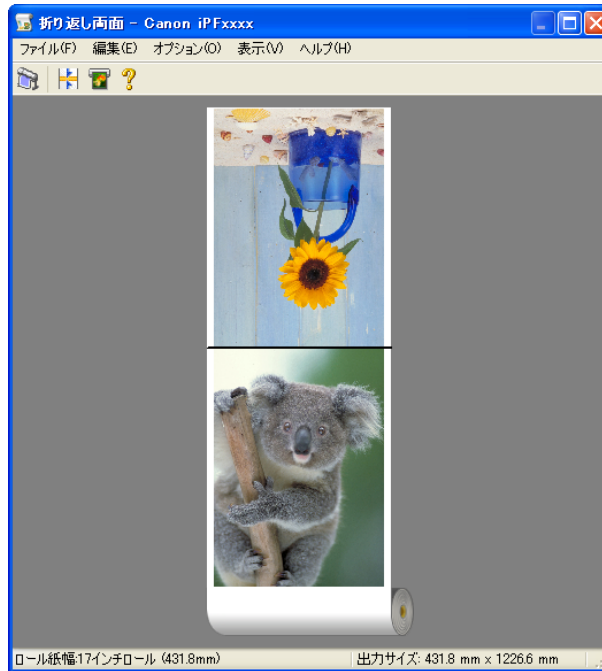 折り返し両面 - Canon iPFxxxx
ファイル(F) 編集(E) オプション(O) 表示(V) ヘルプ(H)
ロール紙幅:17インチロール (431.8mm) 出力サイズ: 431.8 mm x 1226.6 mm